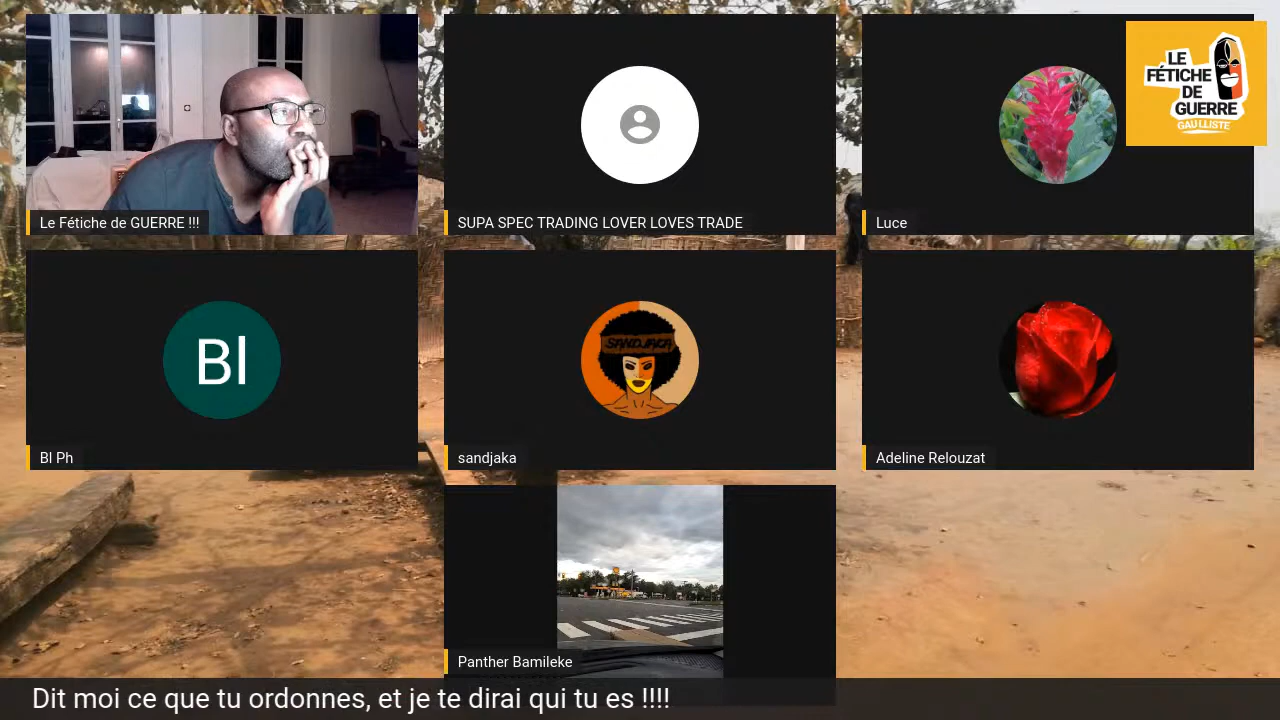 LE
FÉTICHE
DE
GUERRE
GAULLISTE
Le Fétiche de GUERRE !!!
SUPA SPEC TRADING LOVER LOVES TRADE
Luce
Bl
SANDJAKA
Bl Ph
sandjaka
Adeline Relouzat
Panther Bamileke
Dit moi ce que tu ordonnes, et je te dirai qui tu es !!!!